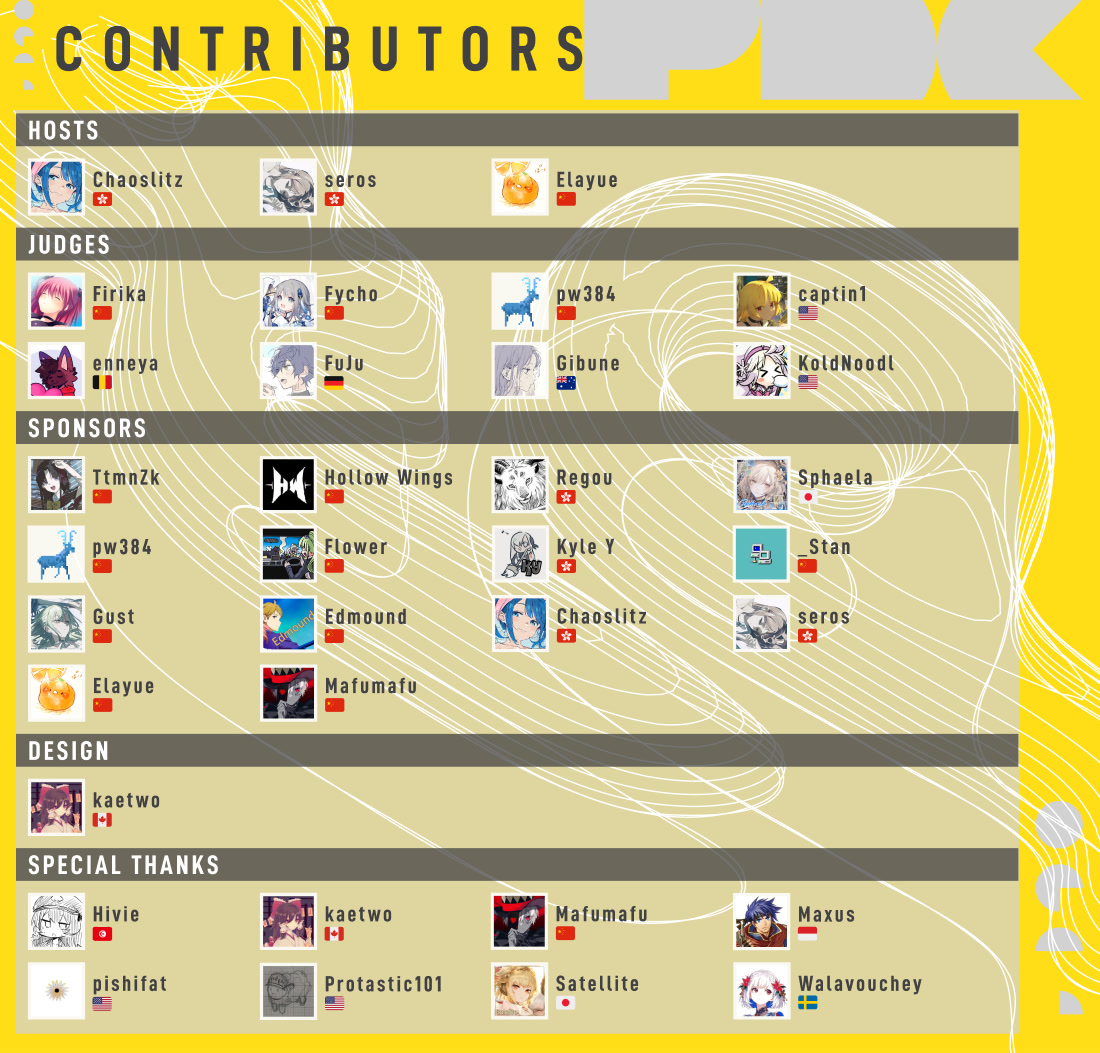 CONTRIBUTORS
HOSTS
Chaoslitz seros Elayue
JUDGES
Firika Fycho pw384 captin1
enneya FuJu Gibune KoldNoodl
SPONSORS
TtmnZk Hollow Wings Regou Sphaela
pw384 Flower Kyle Y _Stan
Gust Edmound Chaoslitz seros
Edmound
Elayue Mafumafu
DESIGN
kaetwo
SPECIAL THANKS
Hivie kaetwo Mafumafu Maxus
pishifat Protastic101 Satellite Walavouchey